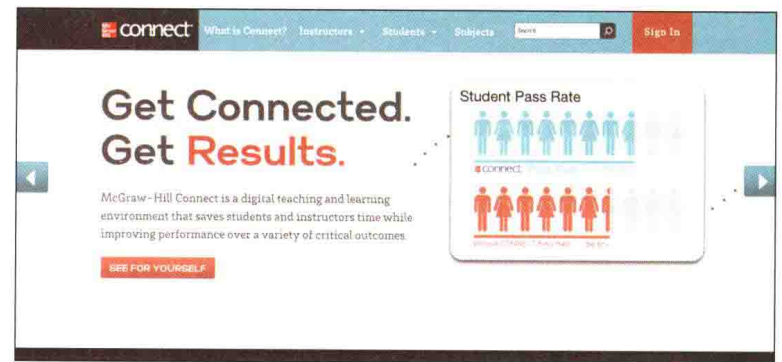 connect
What is Connect? Instructors Students Subjects Search Sign In
Get Connected.
Get Results.
McGraw-Hill Connect is a digital teaching and learning
environment that saves students and instructors time while
improving performance over a variety of critical outcomes.
SEE FOR YOURSELF
Student Pass Rate
connect